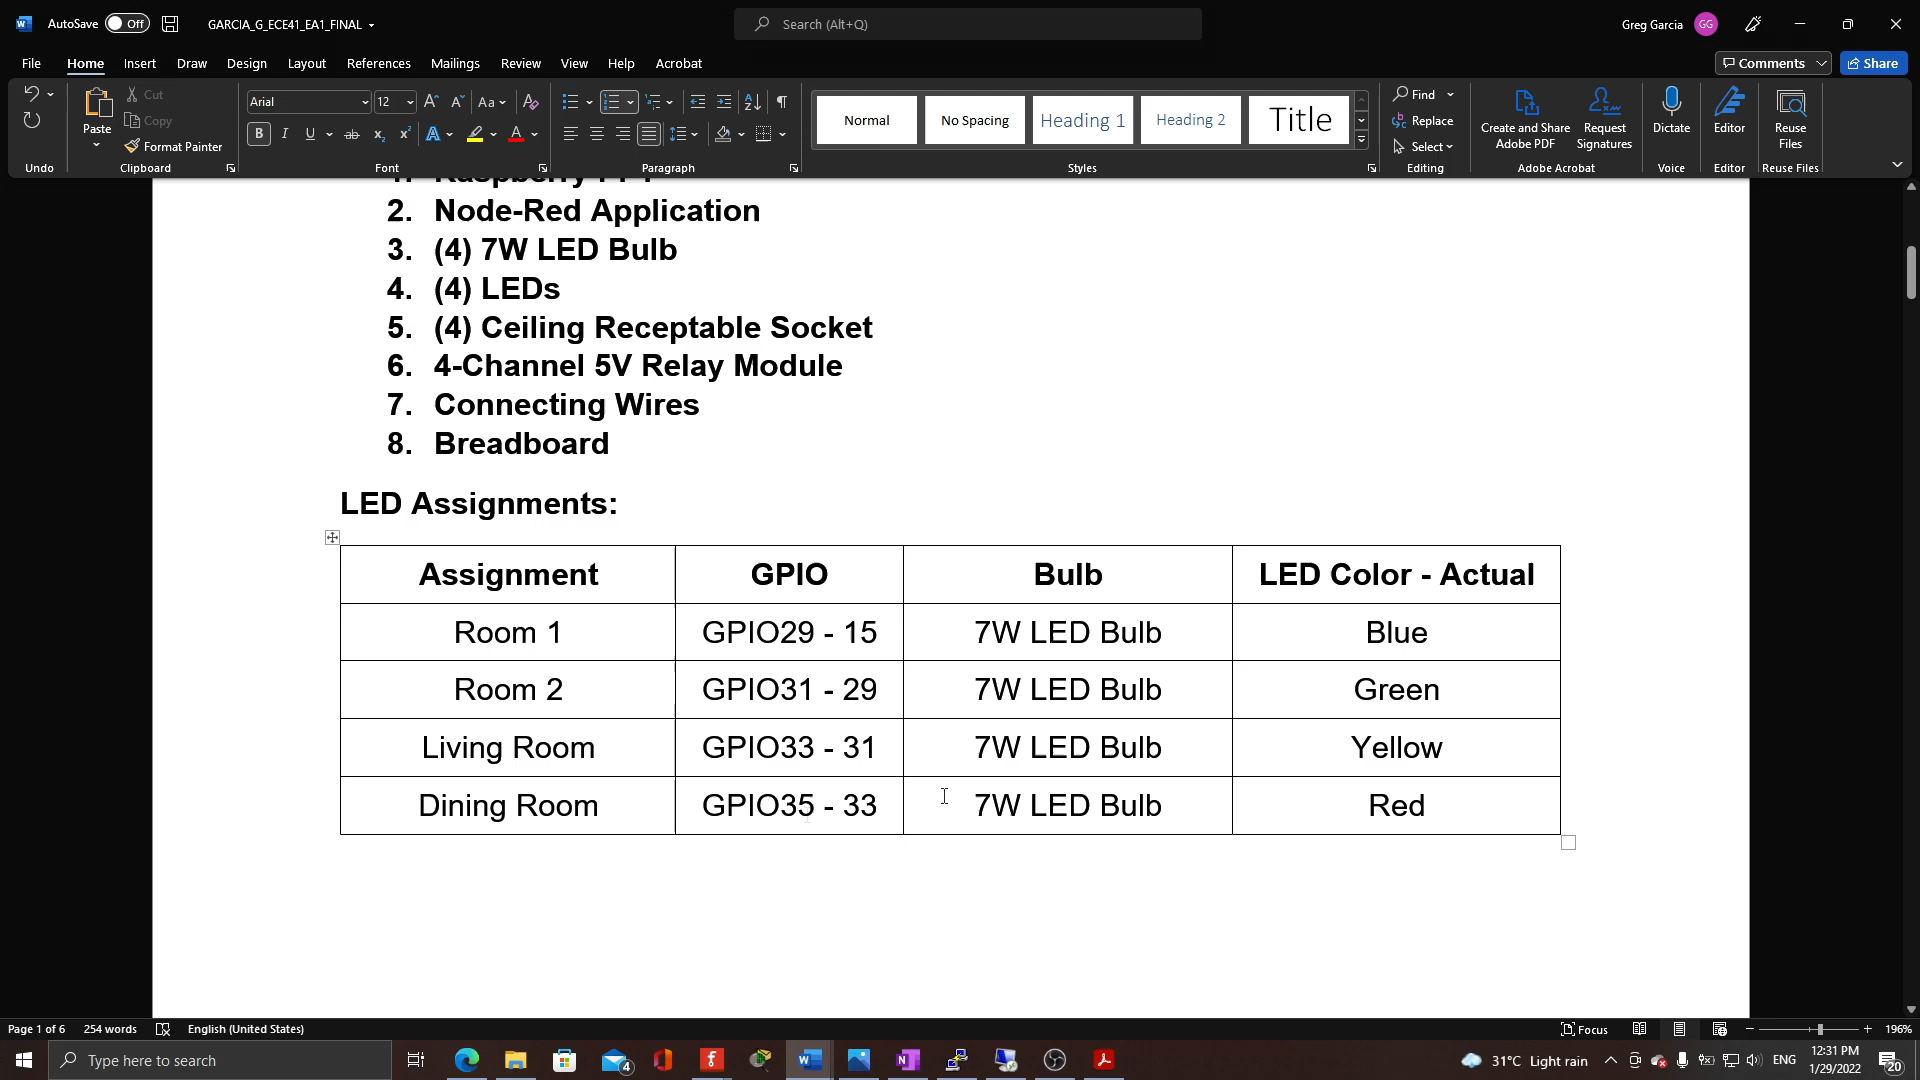 AutoSave Off GARCIA_G_ECE41_EA1_FINAL Search (Alt+Q) Greg Garcia GG
File Home Insert Draw Design Layout References Mailings Review View Help Acrobat Comments Share
Paste Cut Copy Format Painter
Arial 12 Aa
B I U ab x₂ x² A A
Normal No Spacing Heading 1 Heading 2 Title
Find Replace Select
Create and Share Adobe PDF Request Signatures Dictate Editor Reuse Files
Undo Clipboard Font Paragraph Styles Editing Adobe Acrobat Voice Editor Reuse Files
2. Node-Red Application
3. (4) 7W LED Bulb
4. (4) LEDs
5. (4) Ceiling Receptable Socket
6. 4-Channel 5V Relay Module
7. Connecting Wires
8. Breadboard
LED Assignments:
Assignment GPIO Bulb LED Color - Actual
Room 1 GPIO29 - 15 7W LED Bulb Blue
Room 2 GPIO31 - 29 7W LED Bulb Green
Living Room GPIO33 - 31 7W LED Bulb Yellow
Dining Room GPIO35 - 33 7W LED Bulb Red
Page 1 of 6 254 words English (United States) Focus 196%
Type here to search 4 31°C Light rain ENG 12:31 PM 1/29/2022 20